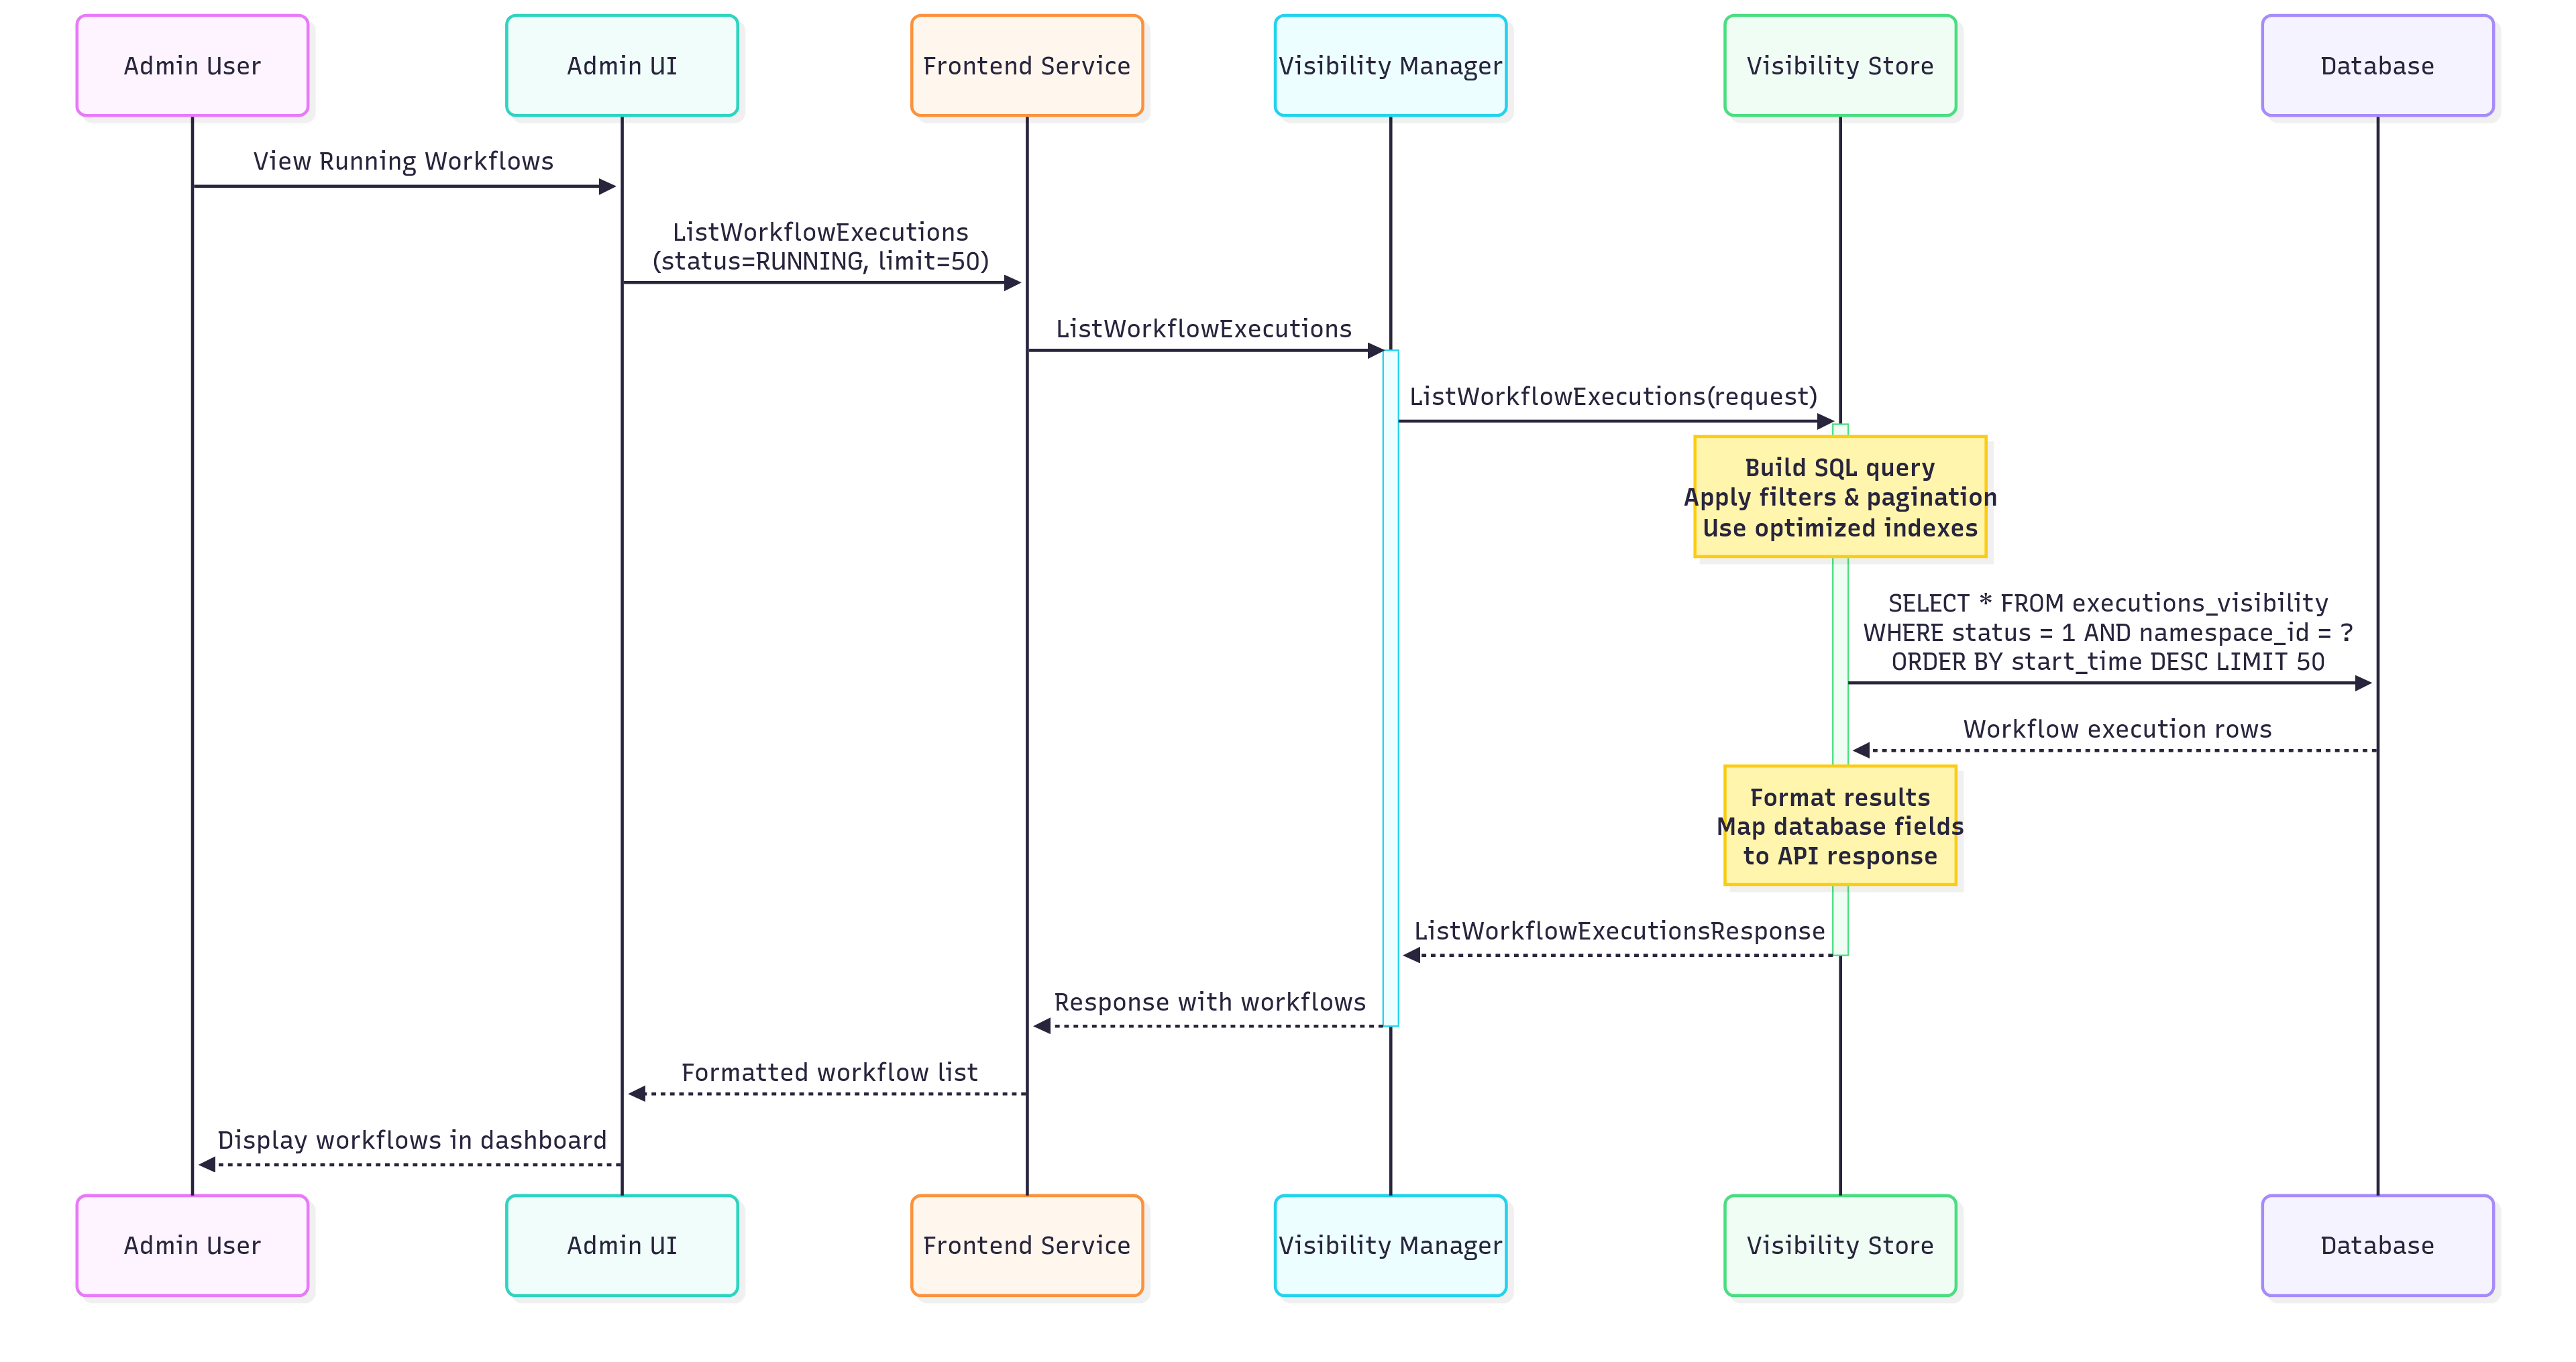 Admin User
Admin UI
Frontend Service
Visibility Manager
Visibility Store
Database
View Running Workflows
ListWorkflowExecutions
(status=RUNNING, limit=50)
ListWorkflowExecutions
ListWorkflowExecutions(request)
Build SQL query
Apply filters & pagination
Use optimized indexes
SELECT * FROM executions_visibility
WHERE status = 1 AND namespace_id = ?
ORDER BY start_time DESC LIMIT 50
Workflow execution rows
Format results
Map database fields
to API response
ListWorkflowExecutionsResponse
Response with workflows
Formatted workflow list
Display workflows in dashboard
Admin User
Admin UI
Frontend Service
Visibility Manager
Visibility Store
Database